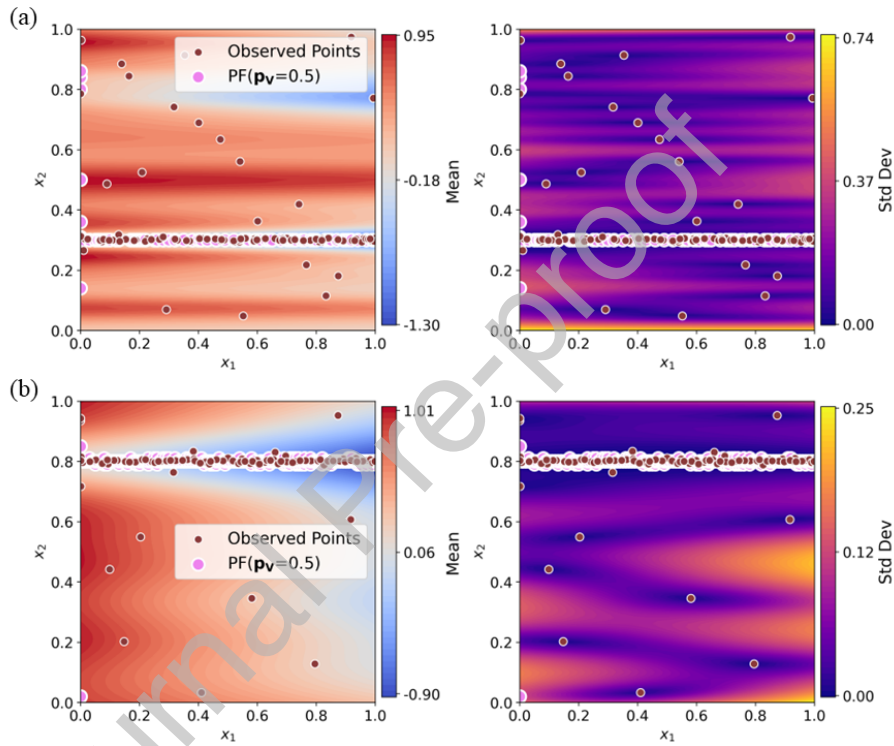 (a)
1.0
0.8
0.6
0.4
0.2
0.0
x2
0.0 0.2 0.4 0.6 0.8 1.0
x1
Observed Points
PF(pv=0.5)
0.95
-0.18
-1.30
Mean
1.0
0.8
0.6
0.4
0.2
0.0
x2
0.0 0.2 0.4 0.6 0.8 1.0
x1
0.74
0.37
0.00
Std Dev
(b)
1.0
0.8
0.6
0.4
0.2
0.0
x2
0.0 0.2 0.4 0.6 0.8 1.0
x1
Observed Points
PF(pv=0.5)
1.01
0.06
-0.90
Mean
1.0
0.8
0.6
0.4
0.2
0.0
x2
0.0 0.2 0.4 0.6 0.8 1.0
x1
0.25
0.12
0.00
Std Dev
urnal Pre-proof